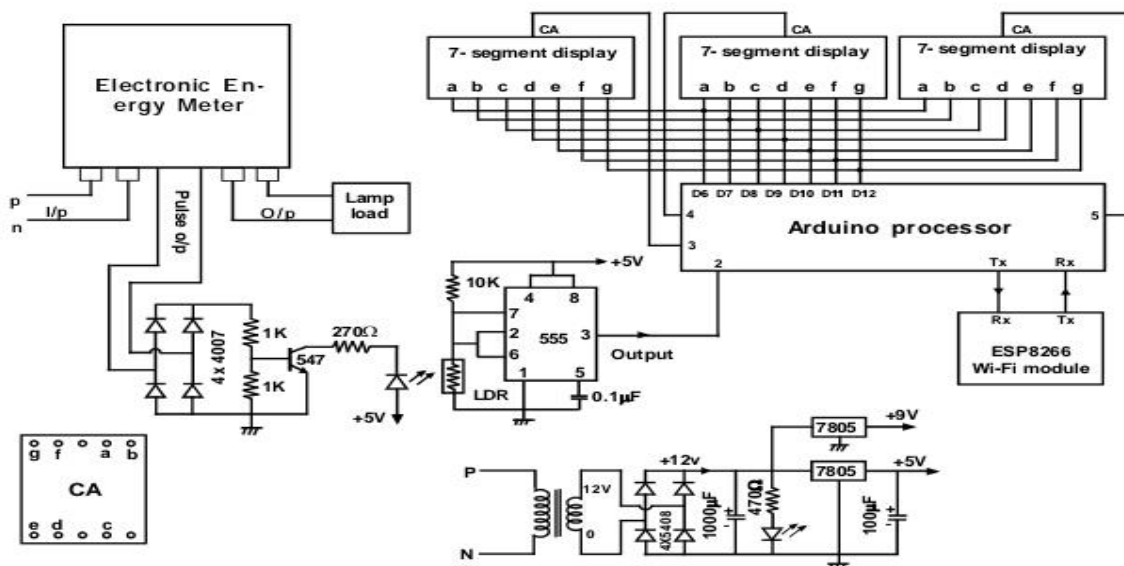 CA
CA
CA
7- segment display
7- segment display
7- segment display
a b c d e f g
a b c d e f g
a b c d e f g
Electronic En-
ergy Meter
p
I/p
n
Pulse o/p
O/p
Lamp
load
D6 D7 D8 D9 D10 D11 D12
4
3
5
Arduino processor
2
Tx
Rx
Rx
Tx
ESP8266
Wi-Fi module
+5V
10K
4
8
7
2
6
555
3
Output
1
5
LDR
0.1µF
4 x 4007
1K
1K
547
270Ω
+5V
g f a b
CA
e d c
P
N
12V
0
4X5408
+12v
1000µF
470Ω
7805
+9V
7805
+5V
100µF
+
-
+
-